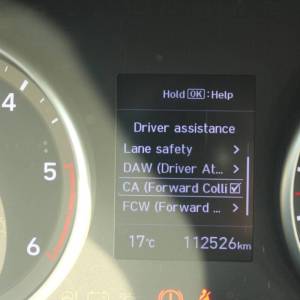 Hold OK : Help
Driver assistance
Lane safety >
DAW (Driver At... >
CA (Forward Colli
FCW (Forward ... >
17°C 112526km
4
5
6